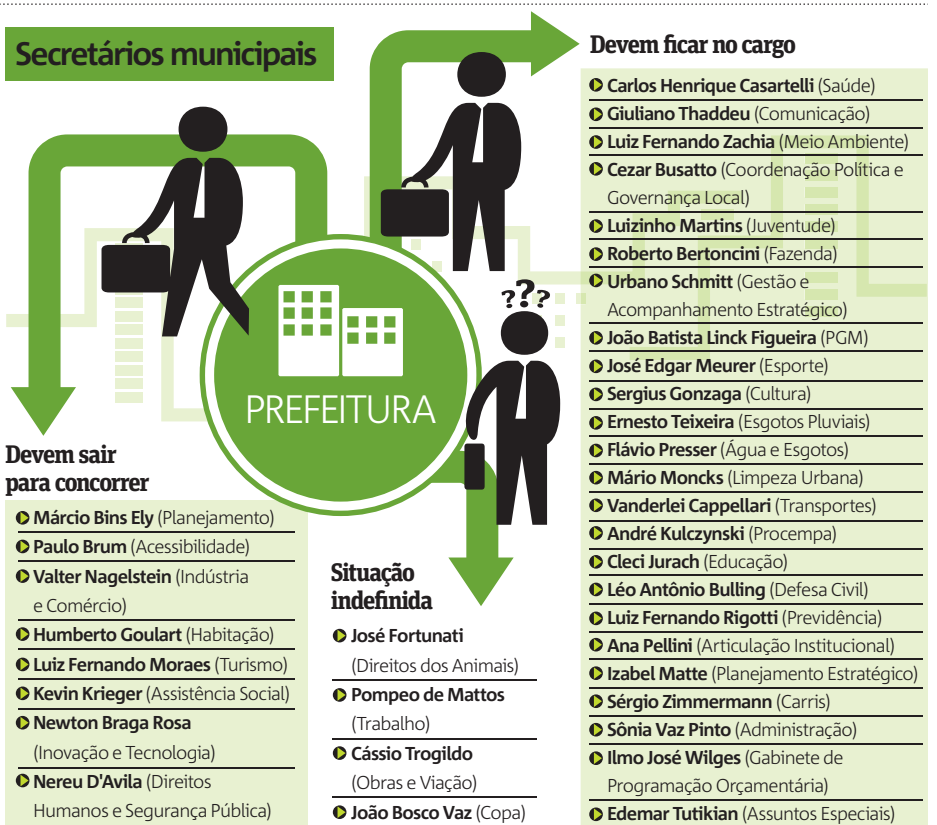 Secretários municipais
Devem sair
para concorrer
Márcio Bins Ely (Planejamento)
Paulo Brum (Acessibilidade)
Valter Nagelstein (Indústria
e Comércio)
Humberto Goulart (Habitação)
Luiz Fernando Moraes (Turismo)
Kevin Krieger (Assistência Social)
Newton Braga Rosa
(Inovação e Tecnologia)
Nereu D'Avila (Direitos
Humanos e Segurança Pública)
PREFEITURA
???
Situação
indefinida
José Fortunati
(Direitos dos Animais)
Pompeo de Mattos
(Trabalho)
Cássio Trogildo
(Obras e Viação)
João Bosco Vaz (Copa)
Devem ficar no cargo
Carlos Henrique Casartelli (Saúde)
Giuliano Thaddeu (Comunicação)
Luiz Fernando Zachia (Meio Ambiente)
Cezar Busatto (Coordenação Política e
Governança Local)
Luizinho Martins (Juventude)
Roberto Bertoncini (Fazenda)
Urbano Schmitt (Gestão e
Acompanhamento Estratégico)
João Batista Linck Figueira (PGM)
José Edgar Meurer (Esporte)
Sergius Gonzaga (Cultura)
Ernesto Teixeira (Esgotos Pluviais)
Flávio Presser (Água e Esgotos)
Mário Moncks (Limpeza Urbana)
Vanderlei Cappellari (Transportes)
André Kulczynski (Procempa)
Cleci Jurach (Educação)
Léo Antônio Bulling (Defesa Civil)
Luiz Fernando Rigotti (Previdência)
Ana Pellini (Articulação Institucional)
Izabel Matte (Planejamento Estratégico)
Sérgio Zimmermann (Carris)
Sônia Vaz Pinto (Administração)
Ilmo José Wilges (Gabinete de
Programação Orçamentária)
Edemar Tutikian (Assuntos Especiais)